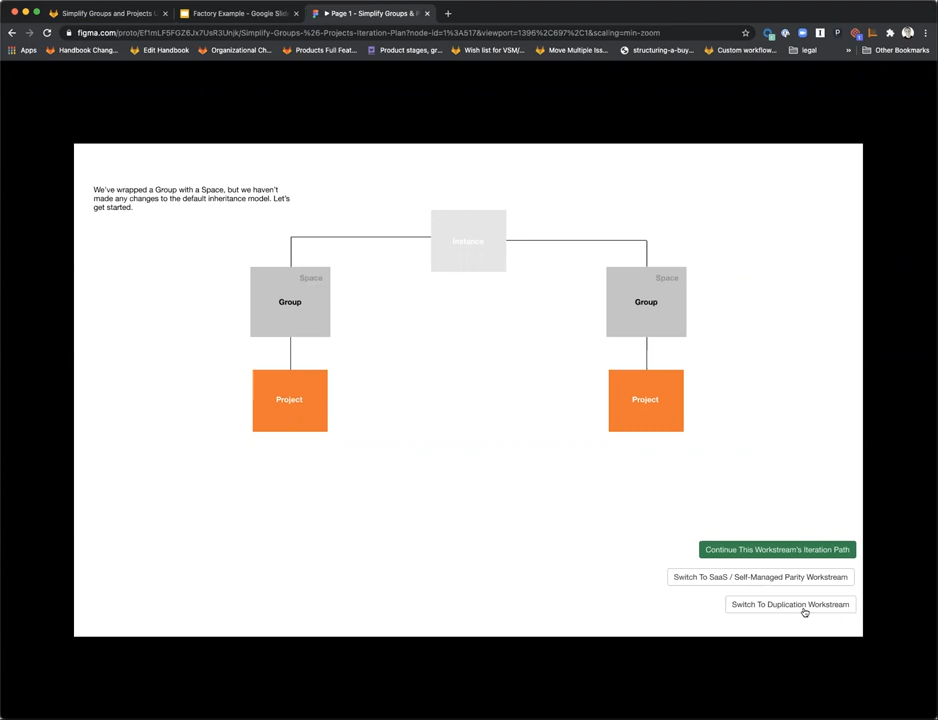 Simplify Groups and Projects U
Factory Example - Google Slid
Page 1 - Simplify Groups & P
figma.com/proto/Ef1mLF5FGZ6Jx7UsR3Unjk/Simplify-Groups-%26-Projects-Iteration-Plan?node-id=1%3A517&viewport=1396%2C697%2C1&scaling=min-zoom
Apps
Handbook Chang...
Edit Handbook
Organizational Ch...
Products Full Feat...
Product stages, gr...
Wish list for VSM/...
Move Multiple Iss...
structuring-a-buy...
Custom workflow...
legal
»
Other Bookmarks
We've wrapped a Group with a Space, but we haven't
made any changes to the default inheritance model. Let's
get started.
Instance
Space
Group
Space
Group
Project
Project
Continue This Workstream's Iteration Path
Switch To SaaS / Self-Managed Parity Workstream
Switch To Duplication Workstream